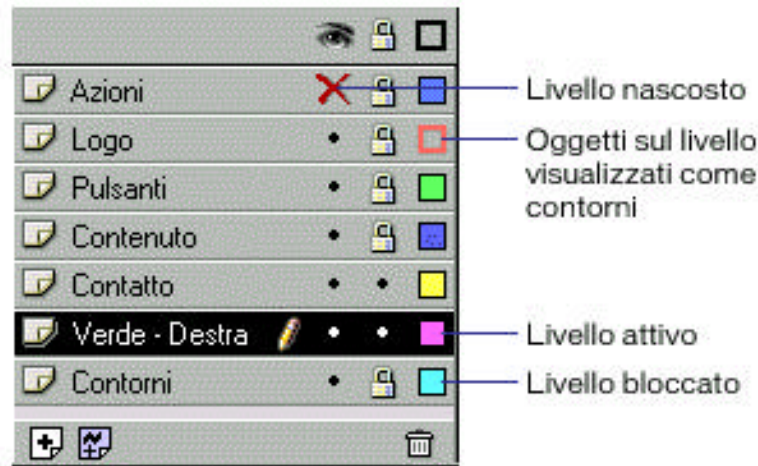 Azioni
Livello nascosto
Logo
Oggetti sul livello
visualizzati come
contorni
Pulsanti
Contenuto
Contatto
Verde - Destra
Livello attivo
Contorni
Livello bloccato